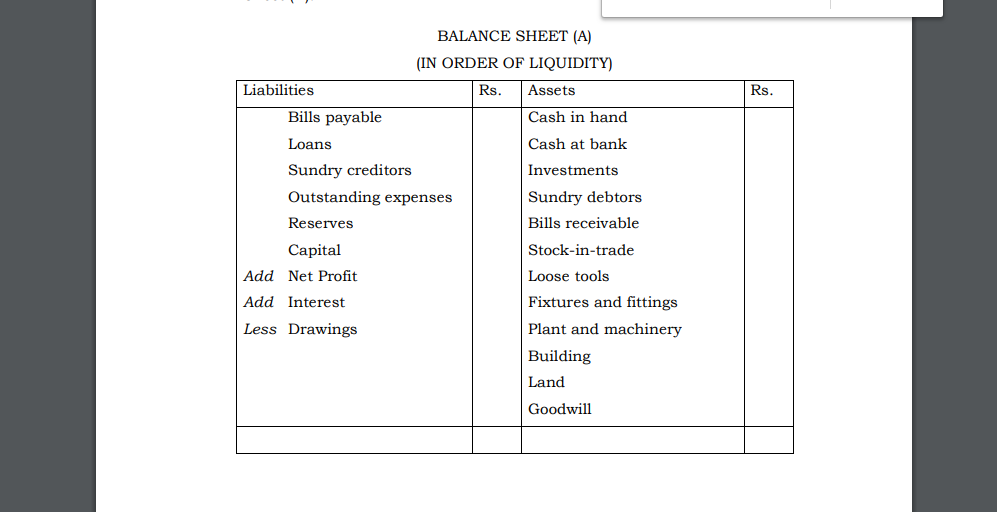 BALANCE SHEET (A)
(IN ORDER OF LIQUIDITY)
Liabilities Rs. Assets Rs.
Bills payable Cash in hand
Loans Cash at bank
Sundry creditors Investments
Outstanding expenses Sundry debtors
Reserves Bills receivable
Capital Stock-in-trade
Add Net Profit Loose tools
Add Interest Fixtures and fittings
Less Drawings Plant and machinery
Building
Land
Goodwill